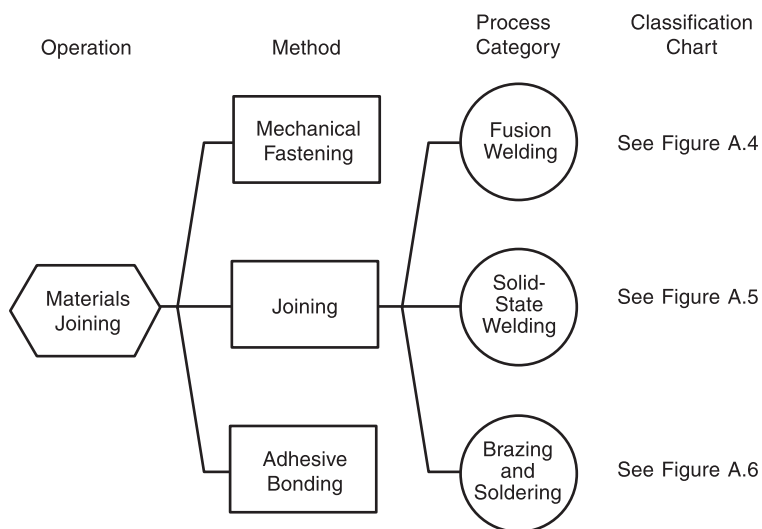 Operation
Method
Process
Category
Classification
Chart
Mechanical
Fastening
Fusion
Welding
See Figure A.4
Materials
Joining
Joining
Solid-
State
Welding
See Figure A.5
Adhesive
Bonding
Brazing
and
Soldering
See Figure A.6